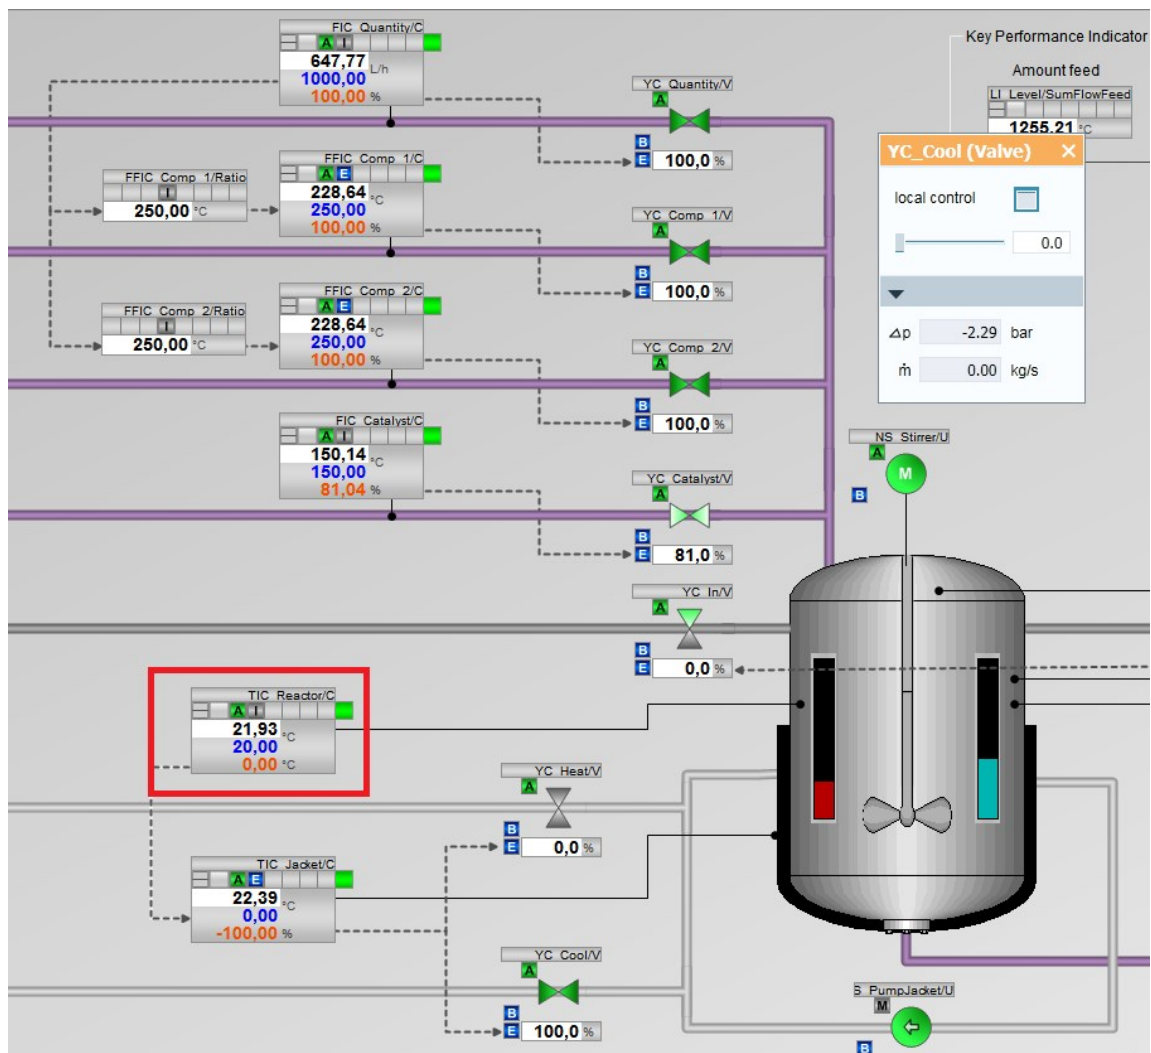 FIC_Quantity/C
A I
647,77 L/h
1000,00
100,00 %
Key Performance Indicator
Amount feed
LI_Level/SumFlowFeed
1255,21 °C
YC_Quantity/V
A
B
E 100,0 %
YC_Cool (Valve) ×
local control
0.0
Δp -2.29 bar
ṁ 0.00 kg/s
FFIC_Comp_1/Ratio
I
250,00 °C
FFIC_Comp_1/C
A E
228,64 °C
250,00
100,00 %
YC_Comp_1/V
A
B
E 100,0 %
FFIC_Comp_2/Ratio
I
250,00 °C
FFIC_Comp_2/C
A E
228,64 °C
250,00
100,00 %
YC_Comp_2/V
A
B
E 100,0 %
FIC_Catalyst/C
A I
150,14 °C
150,00
81,04 %
YC_Catalyst/V
A
B
E 81,0 %
NS_Stirrer/U
A
M
B
YC_In/V
A
B
E 0,0 %
TIC_Reactor/C
A I
21,93 °C
20,00
0,00 °C
YC_Heat/V
A
B
E 0,0 %
TIC_Jacket/C
A E
22,39 °C
0,00
-100,00 %
YC_Cool/V
A
B
E 100,0 %
S_PumpJacket/U
M
B